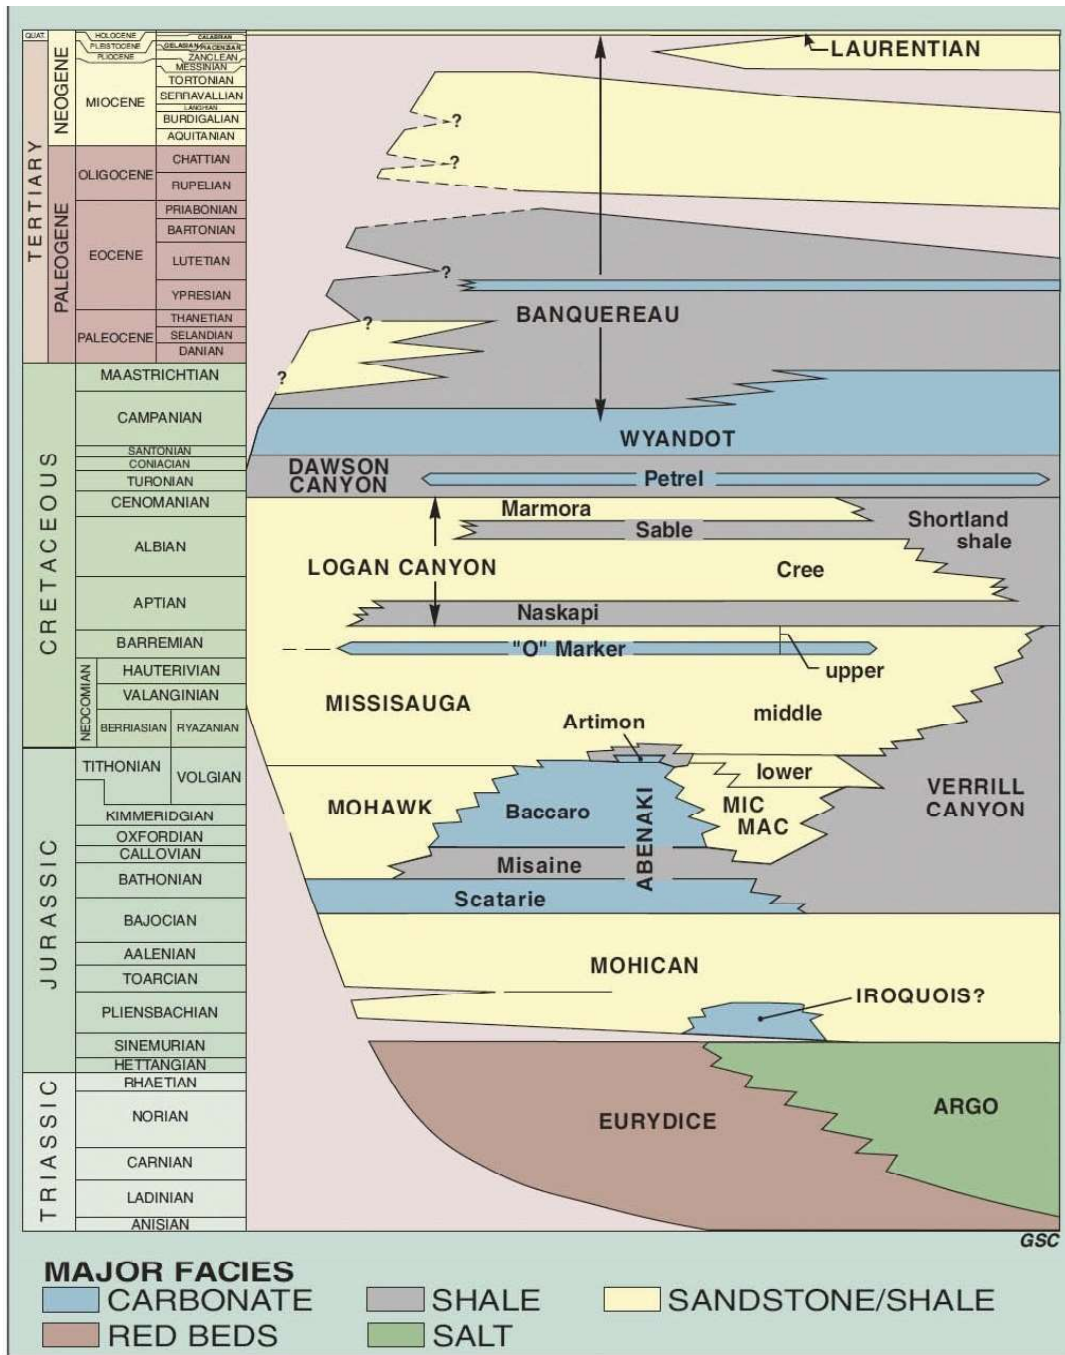 QUAT.
HOLOCENE
CALABRIAN
PLEISTOCENE
GELASIAN
PIACENZIAN
PLIOCENE
ZANCLEAN
MESSINIAN
TORTONIAN
SERRAVALLIAN
MIOCENE
LANGHIAN
BURDIGALIAN
AQUITANIAN
NEOGENE
TERTIARY
CHATTIAN
OLIGOCENE
RUPELIAN
PRIABONIAN
BARTONIAN
EOCENE
LUTETIAN
YPRESIAN
PALEOGENE
THANETIAN
PALEOCENE
SELANDIAN
DANIAN
MAASTRICHTIAN
CAMPANIAN
SANTONIAN
CONIACIAN
TURONIAN
CENOMANIAN
ALBIAN
CRETACEOUS
APTIAN
BARREMIAN
NEOCOMIAN
HAUTERIVIAN
VALANGINIAN
BERRIASIAN
RYAZANIAN
TITHONIAN
VOLGIAN
KIMMERIDGIAN
OXFORDIAN
CALLOVIAN
BATHONIAN
JURASSIC
BAJOCIAN
AALENIAN
TOARCIAN
PLIENSBACHIAN
SINEMURIAN
HETTANGIAN
RHAETIAN
NORIAN
TRIASSIC
CARNIAN
LADINIAN
ANISIAN
LAURENTIAN
?
?
?
BANQUEREAU
?
?
WYANDOT
DAWSON
CANYON
Petrel
Marmora
Sable
Shortland
shale
LOGAN CANYON
Cree
Naskapi
"O" Marker
upper
MISSISAUGA
middle
Artimon
lower
MOHAWK
Baccaro
ABENAKI
MIC
MAC
VERRILL
CANYON
Misaine
Scatarie
MOHICAN
IROQUOIS?
EURYDICE
ARGO
GSC
MAJOR FACIES
CARBONATE
SHALE
SANDSTONE/SHALE
RED BEDS
SALT